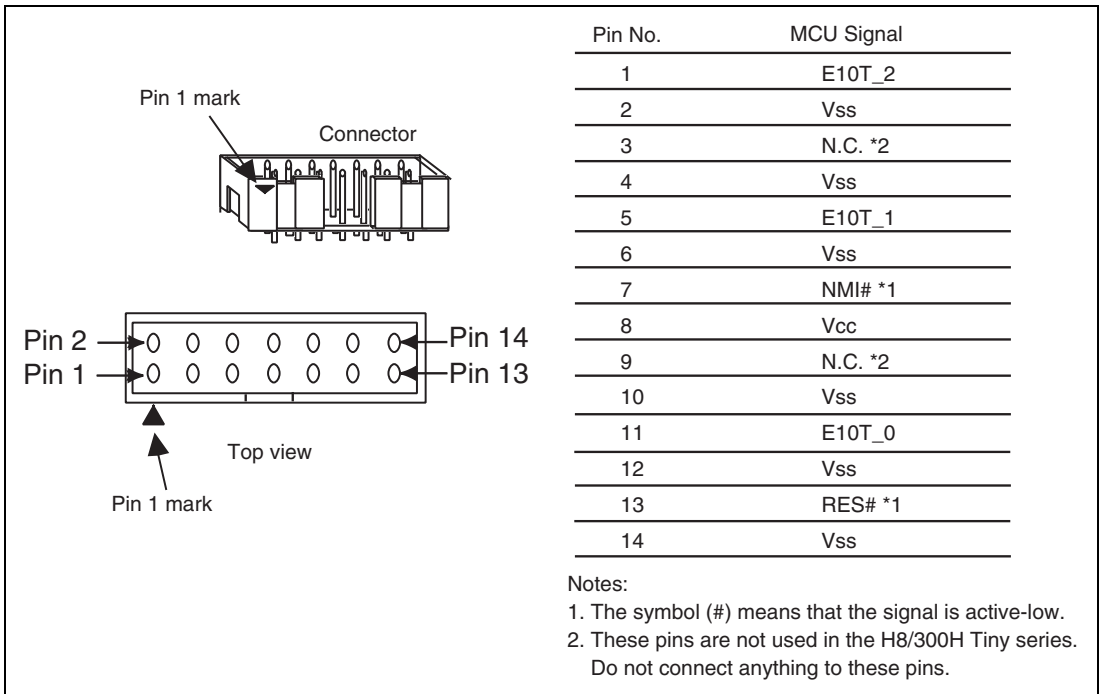 Pin 1 mark
Connector
Pin 2
Pin 14
Pin 1
Pin 13
Top view
Pin 1 mark
Pin No. MCU Signal
1 E10T_2
2 Vss
3 N.C. *2
4 Vss
5 E10T_1
6 Vss
7 NMI# *1
8 Vcc
9 N.C. *2
10 Vss
11 E10T_0
12 Vss
13 RES# *1
14 Vss
Notes:
1. The symbol (#) means that the signal is active-low.
2. These pins are not used in the H8/300H Tiny series.
Do not connect anything to these pins.